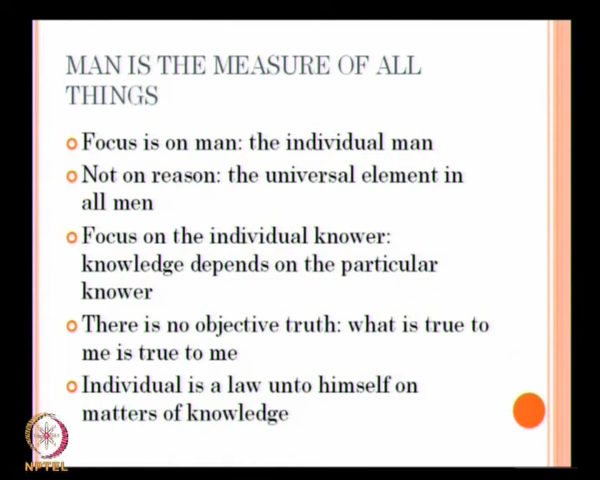 MAN IS THE MEASURE OF ALL
THINGS
Focus is on man: the individual man
Not on reason: the universal element in
all men
Focus on the individual knower:
knowledge depends on the particular
knower
There is no objective truth: what is true to
me is true to me
Individual is a law unto himself on
matters of knowledge
NPTEL